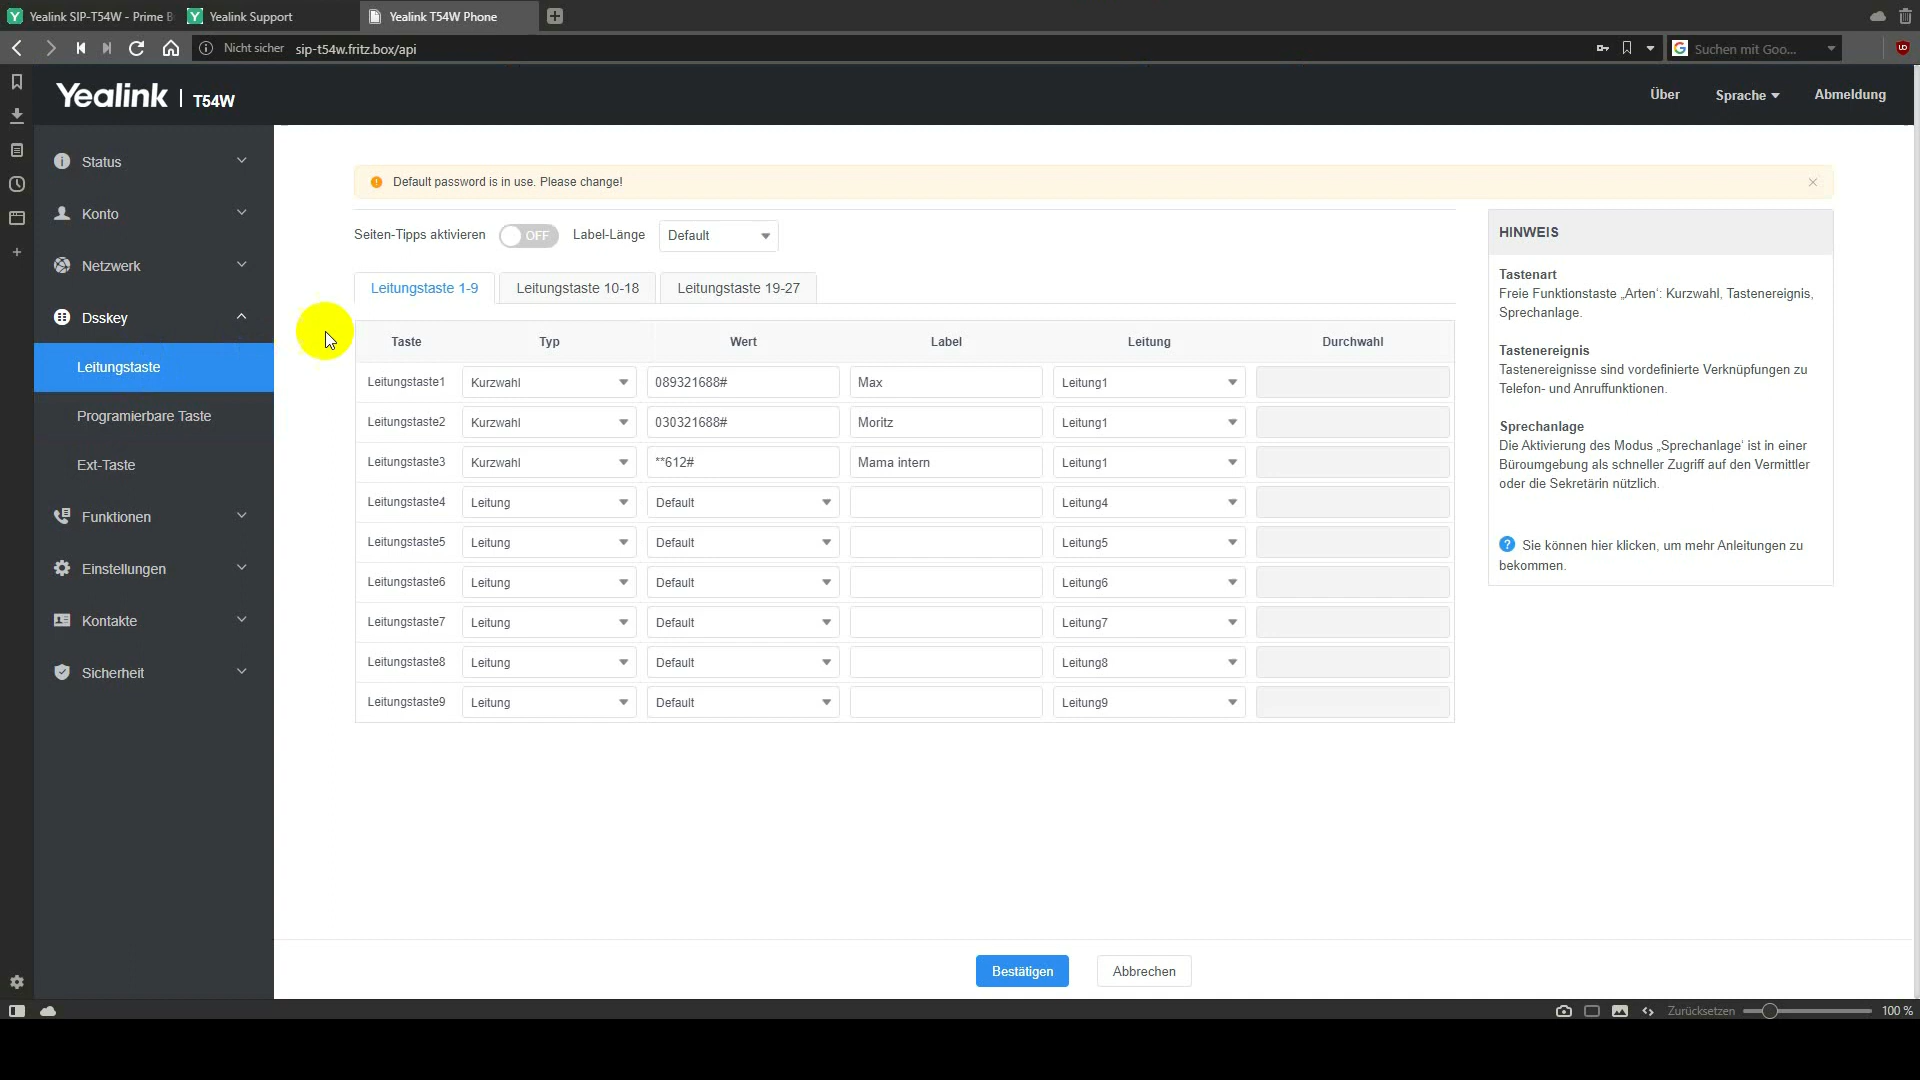 Yealink SIP-T54W - Prime B
Yealink Support
Yealink T54W Phone
Nicht sicher sip-t54w.fritz.box/api
Suchen mit Goo...
Yealink | T54W
Über Sprache Abmeldung
Status
Konto
Netzwerk
Dsskey
Leitungstaste
Programierbare Taste
Ext-Taste
Funktionen
Einstellungen
Kontakte
Sicherheit
Default password is in use. Please change!
Seiten-Tipps aktivieren OFF Label-Länge Default
Leitungstaste 1-9 Leitungstaste 10-18 Leitungstaste 19-27
Taste Typ Wert Label Leitung Durchwahl
Leitungstaste1 Kurzwahl 089321688# Max Leitung1
Leitungstaste2 Kurzwahl 030321688# Moritz Leitung1
Leitungstaste3 Kurzwahl **612# Mama intern Leitung1
Leitungstaste4 Leitung Default Leitung4
Leitungstaste5 Leitung Default Leitung5
Leitungstaste6 Leitung Default Leitung6
Leitungstaste7 Leitung Default Leitung7
Leitungstaste8 Leitung Default Leitung8
Leitungstaste9 Leitung Default Leitung9
HINWEIS
Tastenart
Freie Funktionstaste „Arten‘: Kurzwahl, Tastenereignis,
Sprechanlage.
Tastenereignis
Tastenereignisse sind vordefinierte Verknüpfungen zu
Telefon- und Anruffunktionen.
Sprechanlage
Die Aktivierung des Modus „Sprechanlage‘ ist in einer
Büroumgebung als schneller Zugriff auf den Vermittler
oder die Sekretärin nützlich.
Sie können hier klicken, um mehr Anleitungen zu
bekommen.
Bestätigen Abbrechen
Zurücksetzen 100 %